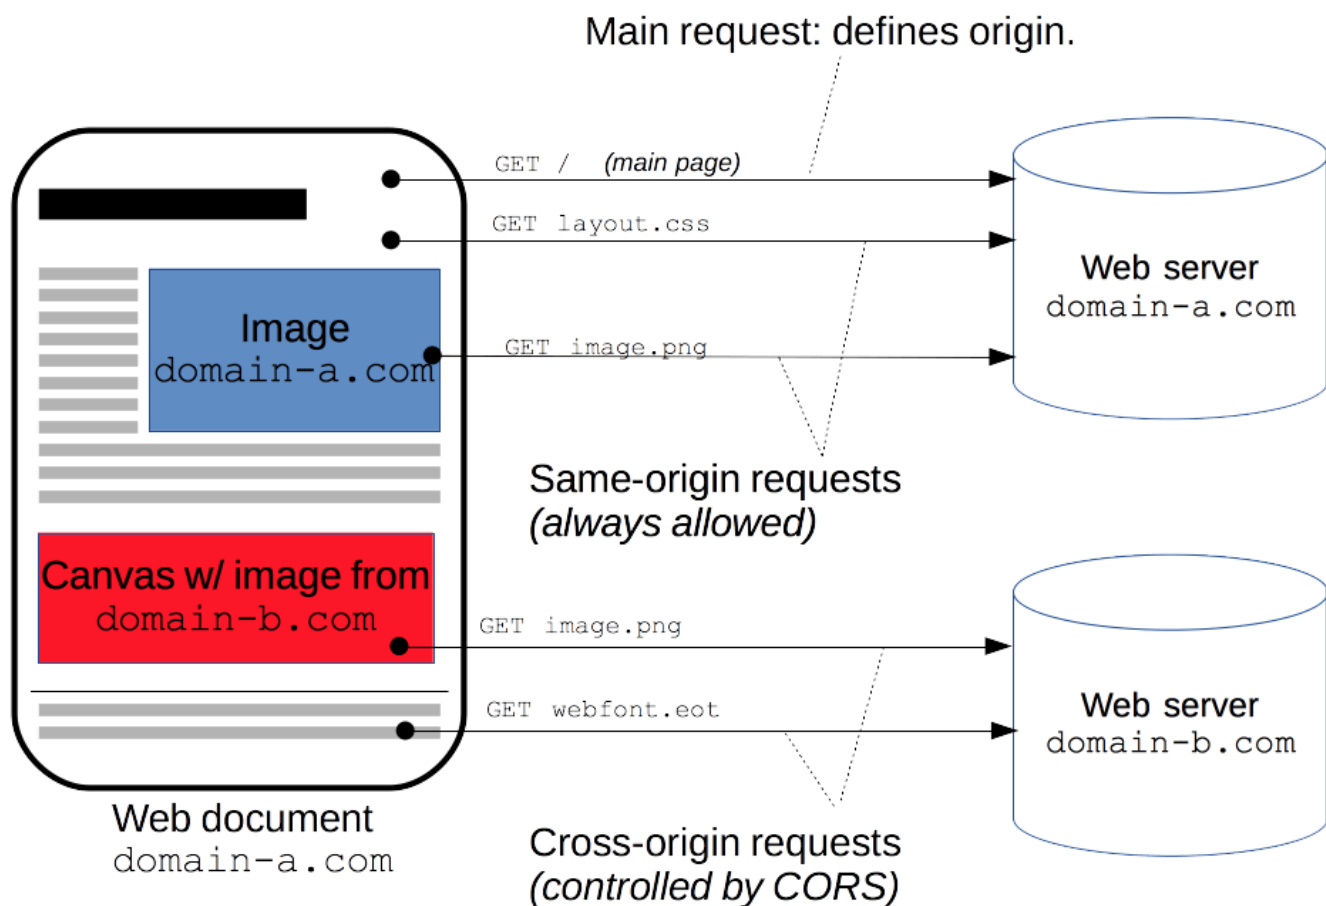 Main request: defines origin.
GET / (main page)
GET layout.css
Web server
domain-a.com
Image
domain-a.com
GET image.png
Same-origin requests
(always allowed)
Canvas w/ image from
domain-b.com
GET image.png
GET webfont.eot
Web server
domain-b.com
Web document
domain-a.com
Cross-origin requests
(controlled by CORS)